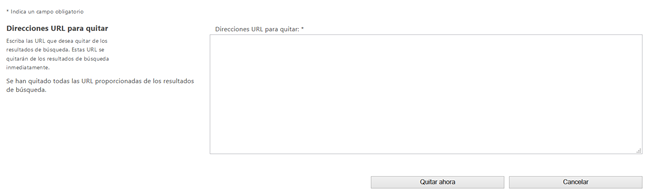 * Indica un campo obligatorio
Direcciones URL para quitar
Escriba las URL que desea quitar de los
resultados de búsqueda. Estas URL se
quitarán de los resultados de búsqueda
inmediatamente.
Se han quitado todas las URL proporcionadas de los resultados
de búsqueda.
Direcciones URL para quitar: *
Quitar ahora
Cancelar